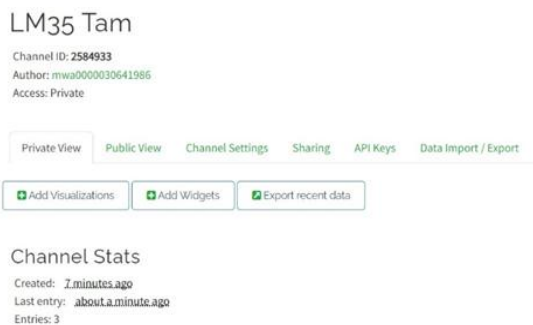 LM35 Tam
Channel ID: 2584933
Author: mwa0000030641986
Access: Private
Private View Public View Channel Settings Sharing API Keys Data Import / Export
Add Visualizations Add Widgets Export recent data
Channel Stats
Created: 7 minutes ago
Last entry: about a minute ago
Entries: 3